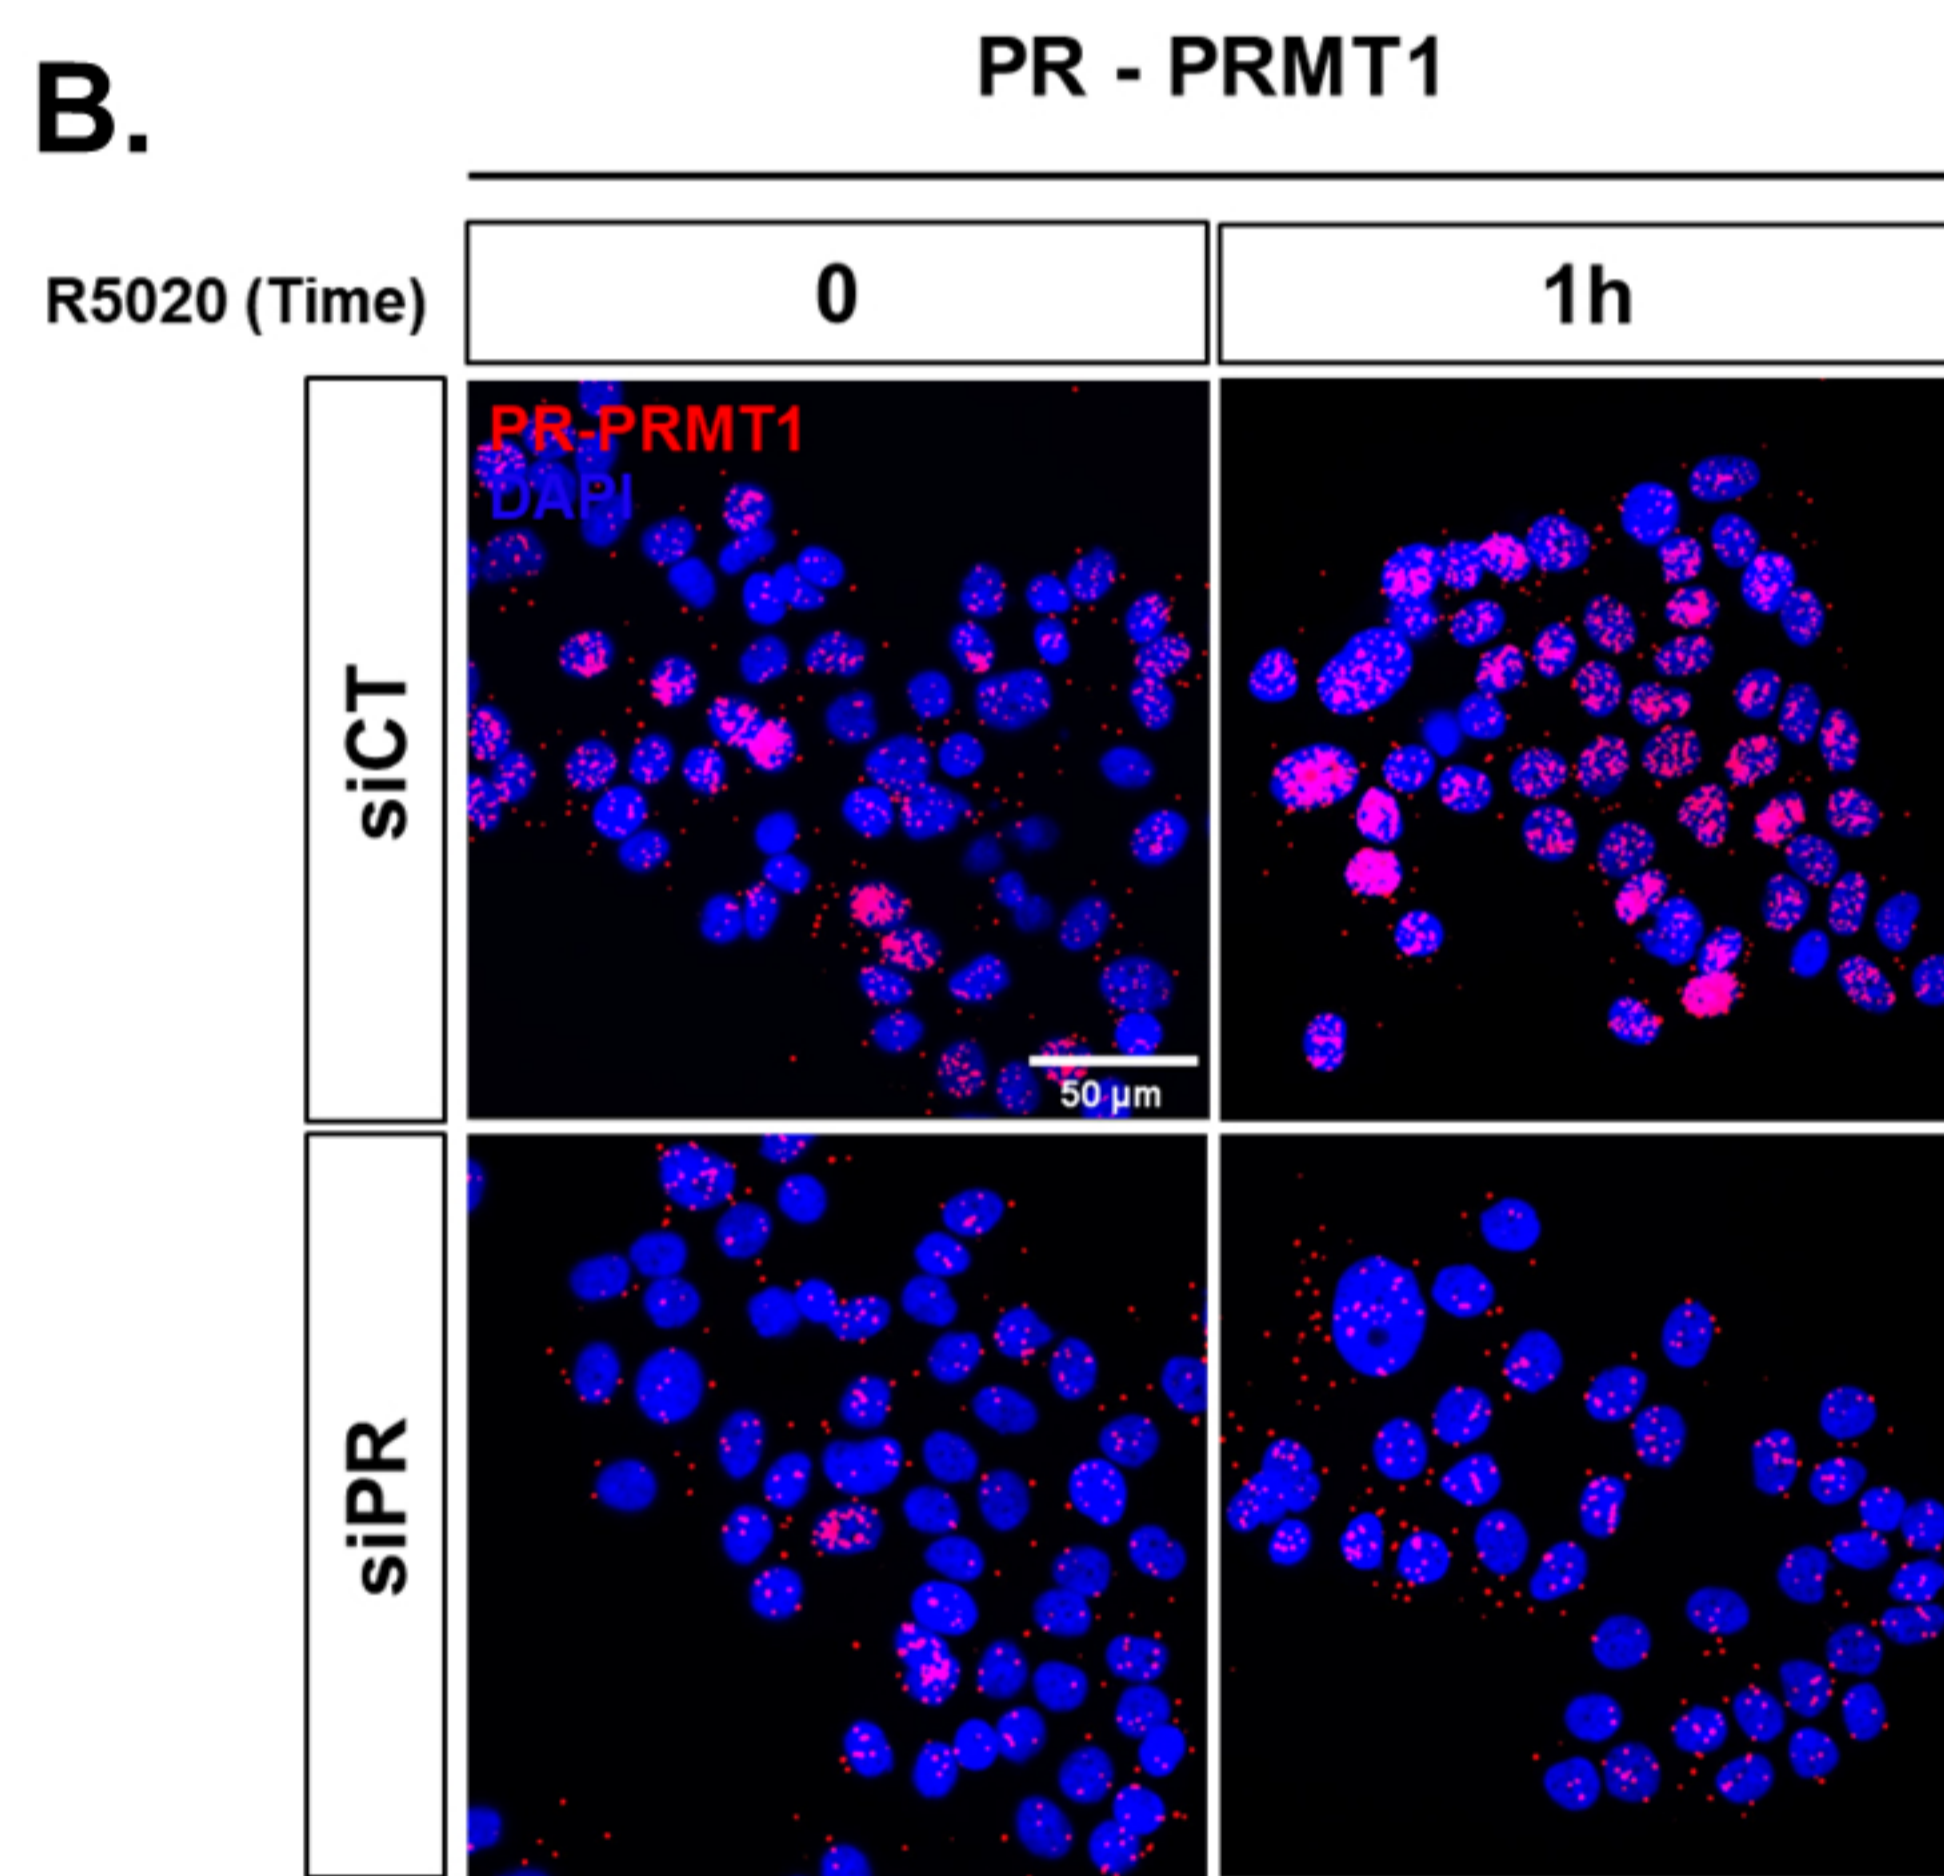 B.
PR - PRMT1
R5020 (Time)
0
1h
siCT
PR-PRMT1
DAPI
50 µm
siPR